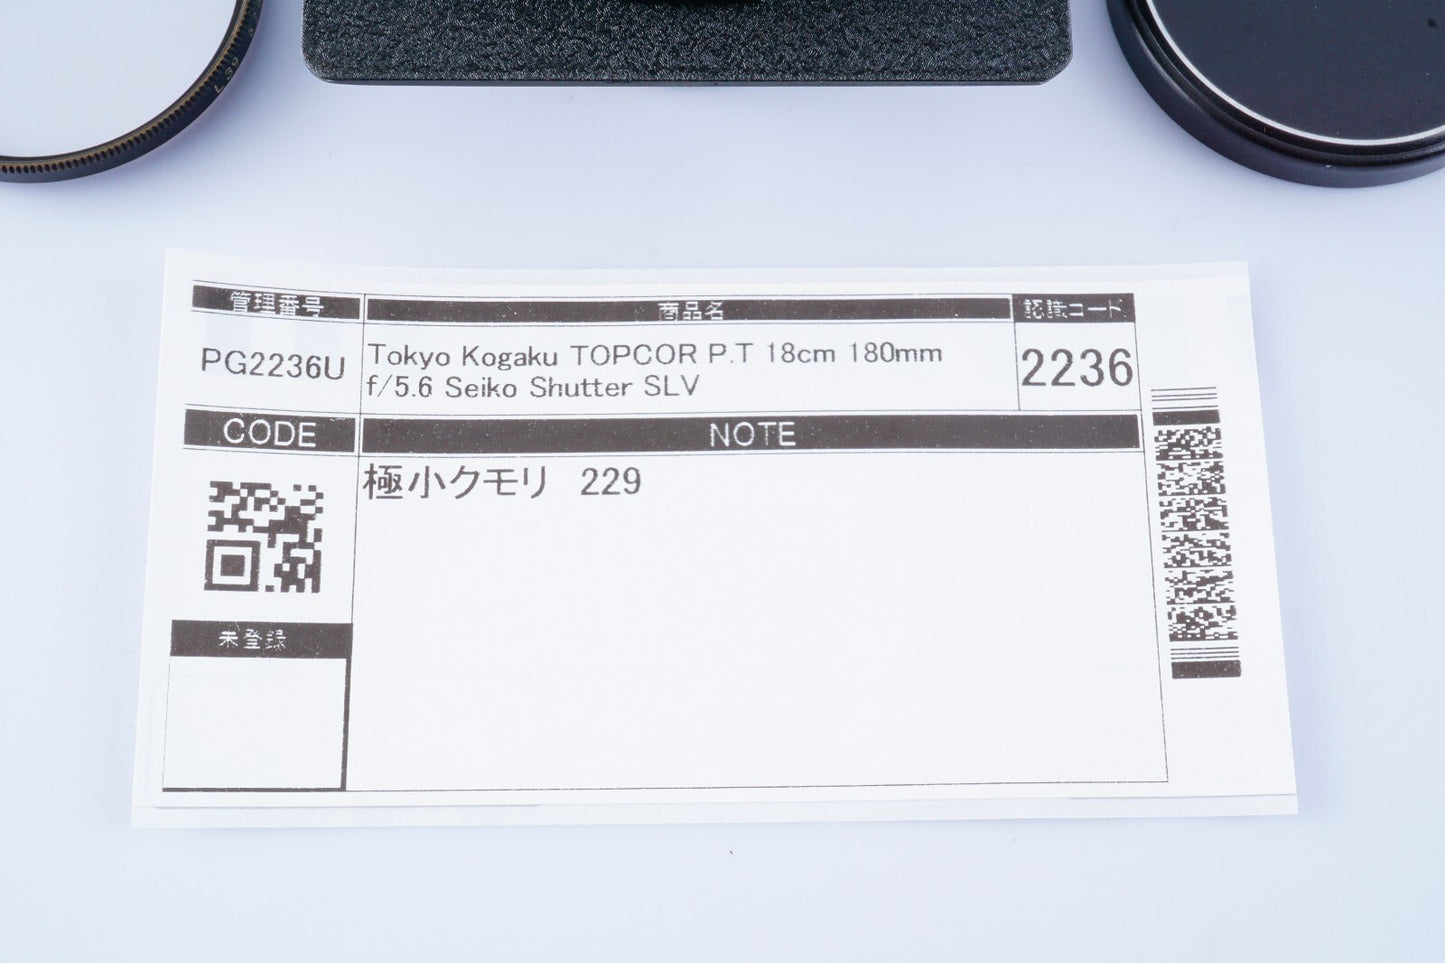 L39
管理番号
商品名
認識コード
PG2236U
Tokyo Kogaku TOPCOR P.T 18cm 180mm
f/5.6 Seiko Shutter SLV
2236
CODE
NOTE
極小クモリ 229
未登録